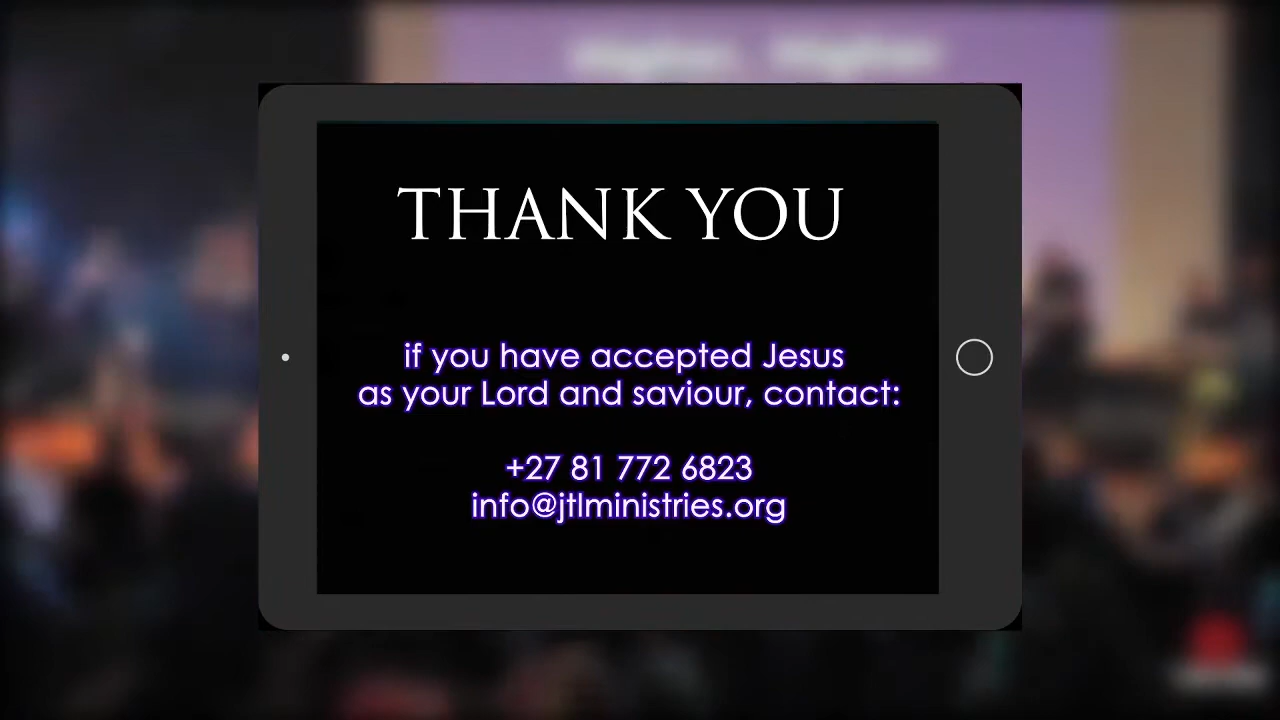 THANK YOU
if you have accepted Jesus
as your Lord and saviour, contact:
+27 81 772 6823
info@jtlministries.org